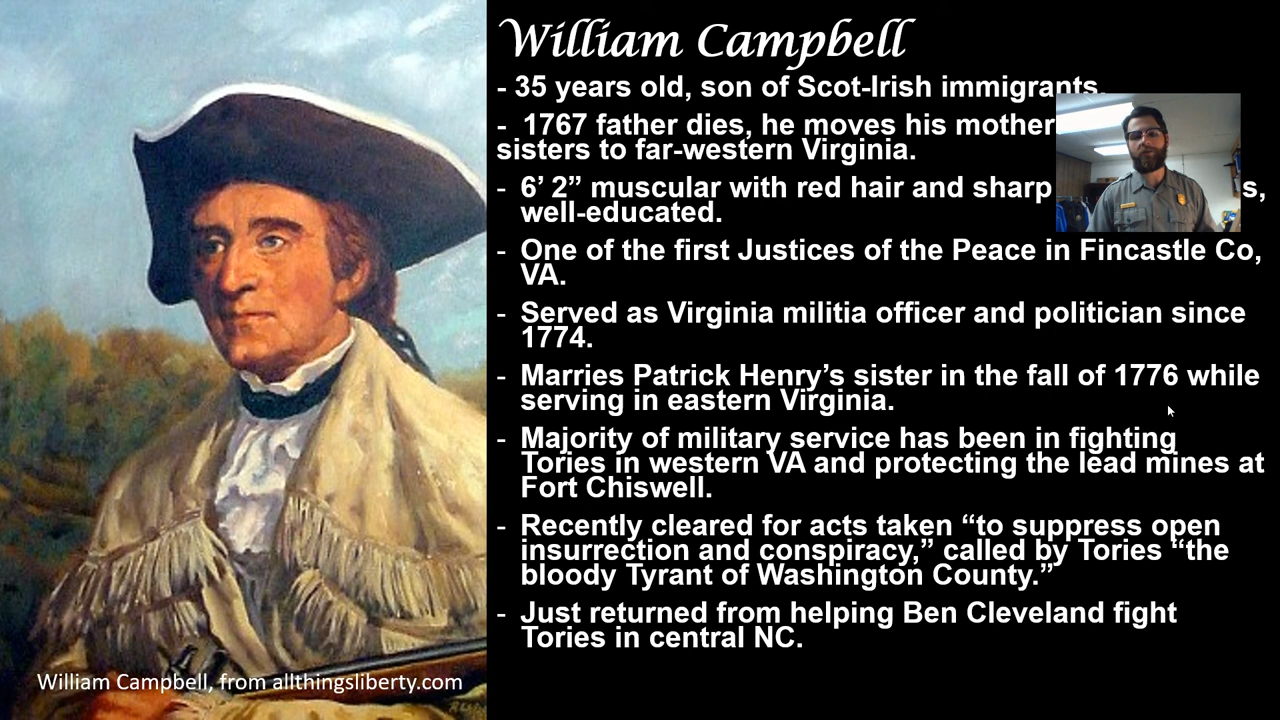 William Campbell
- 35 years old, son of Scot-Irish immigrants.
- 1767 father dies, he moves his mother
sisters to far-western Virginia.
- 6’ 2” muscular with red hair and sharp s,
well-educated.
- One of the first Justices of the Peace in Fincastle Co,
VA.
- Served as Virginia militia officer and politician since
1774.
- Marries Patrick Henry’s sister in the fall of 1776 while
serving in eastern Virginia.
- Majority of military service has been in fighting
Tories in western VA and protecting the lead mines at
Fort Chiswell.
- Recently cleared for acts taken “to suppress open
insurrection and conspiracy,” called by Tories “the
bloody Tyrant of Washington County.”
- Just returned from helping Ben Cleveland fight
Tories in central NC.
William Campbell, from allthingsliberty.com